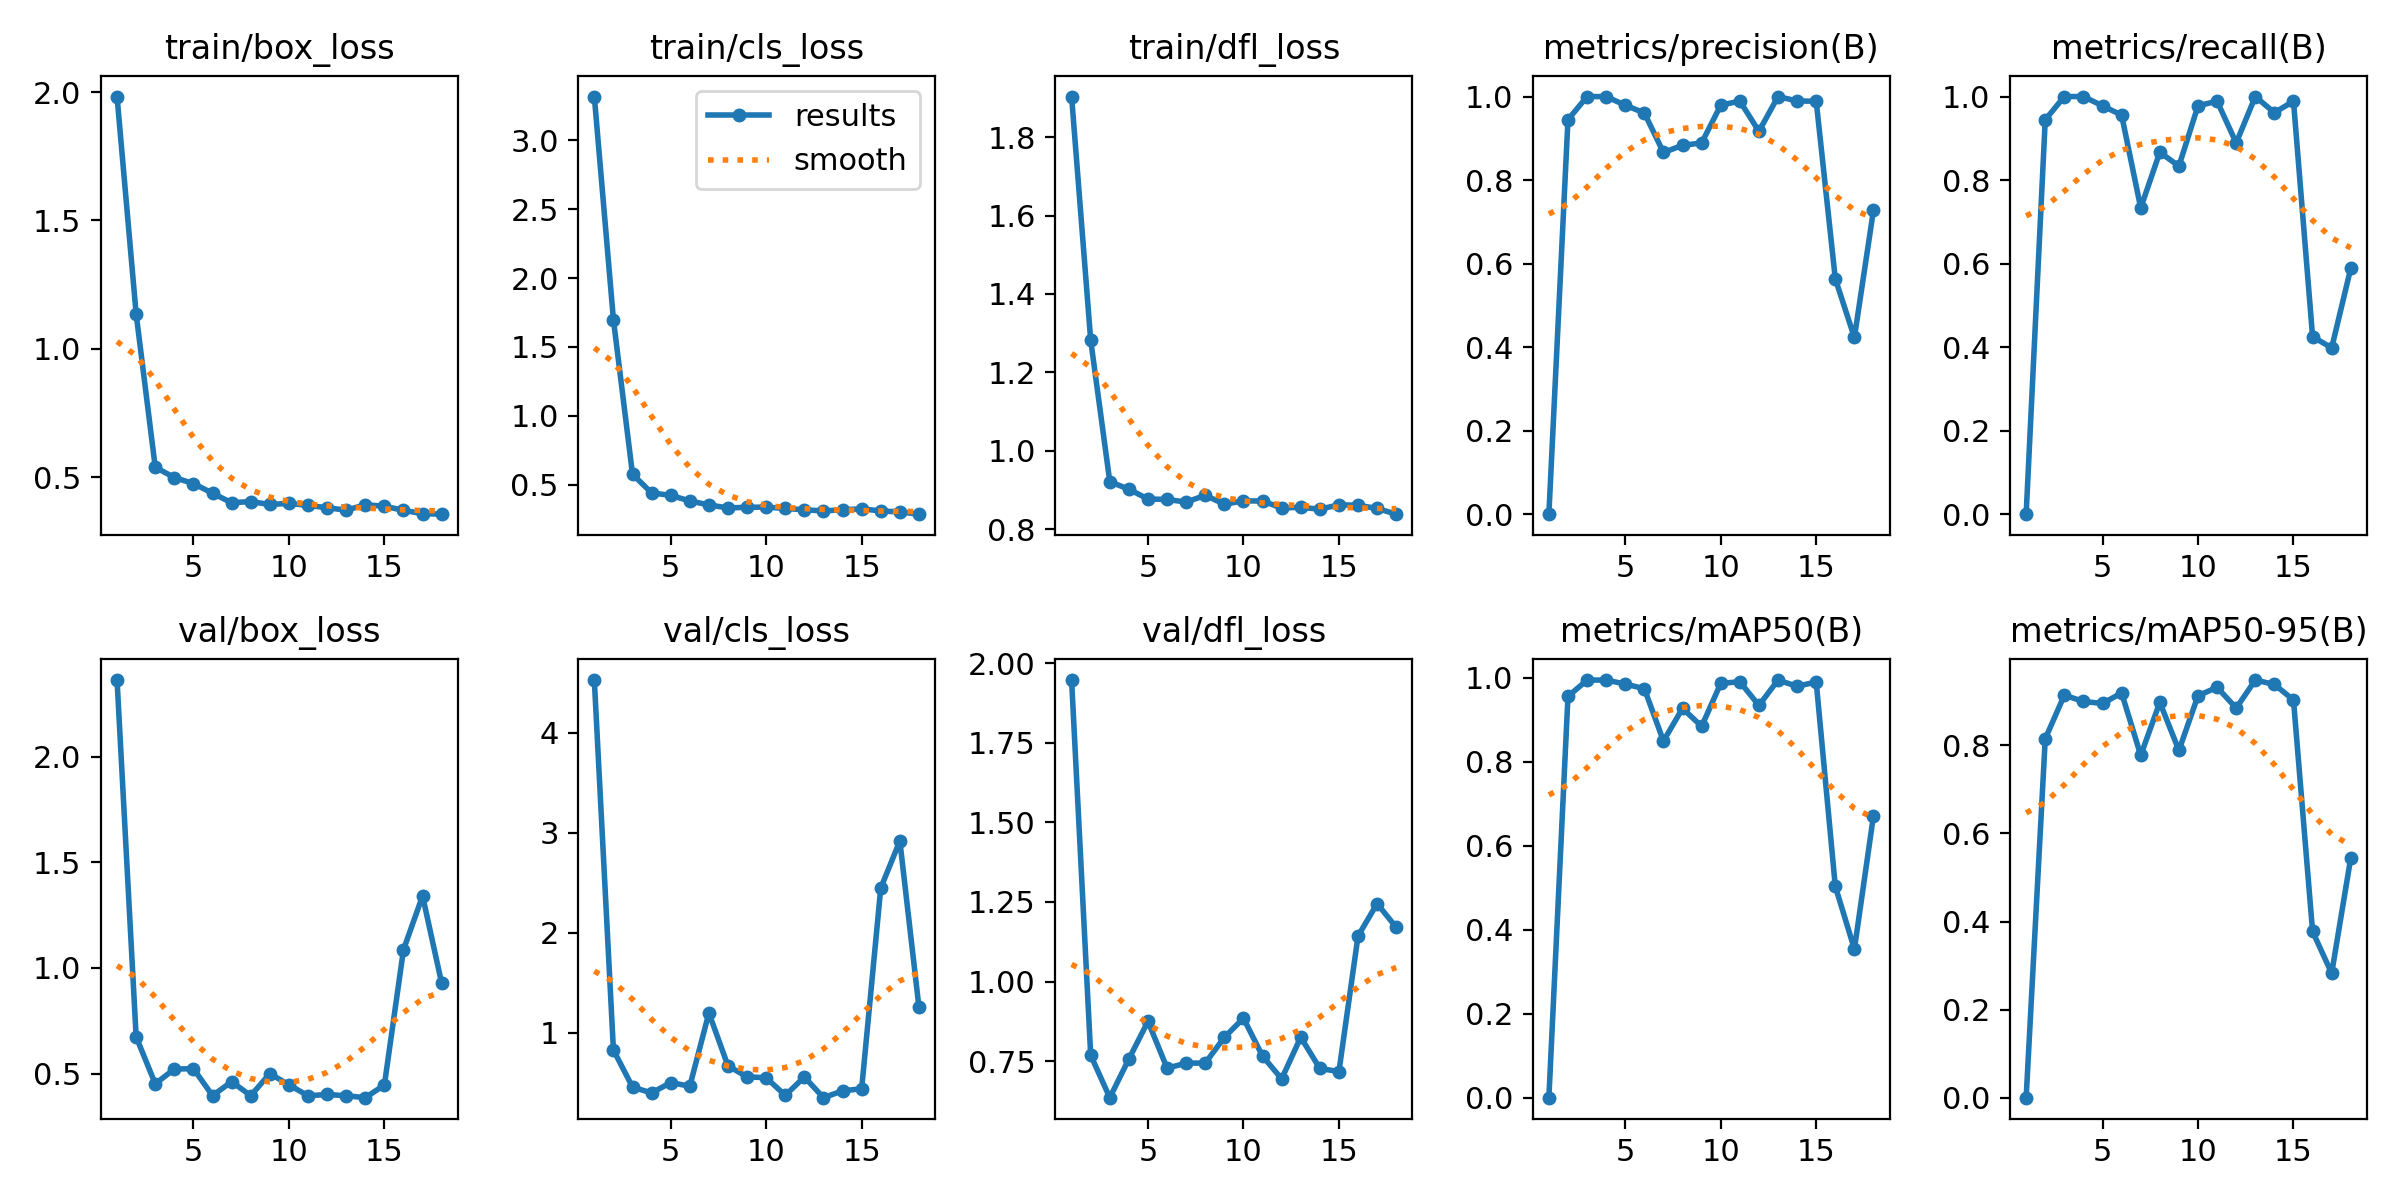 train/box_loss
2.0
1.5
1.0
0.5
5 10 15
train/cls_loss
results
smooth
3.0
2.5
2.0
1.5
1.0
0.5
5 10 15
train/dfl_loss
1.8
1.6
1.4
1.2
1.0
0.8
5 10 15
metrics/precision(B)
1.0
0.8
0.6
0.4
0.2
0.0
5 10 15
metrics/recall(B)
1.0
0.8
0.6
0.4
0.2
0.0
5 10 15
val/box_loss
2.0
1.5
1.0
0.5
5 10 15
val/cls_loss
4
3
2
1
5 10 15
val/dfl_loss
2.00
1.75
1.50
1.25
1.00
0.75
5 10 15
metrics/mAP50(B)
1.0
0.8
0.6
0.4
0.2
0.0
5 10 15
metrics/mAP50-95(B)
0.8
0.6
0.4
0.2
0.0
5 10 15